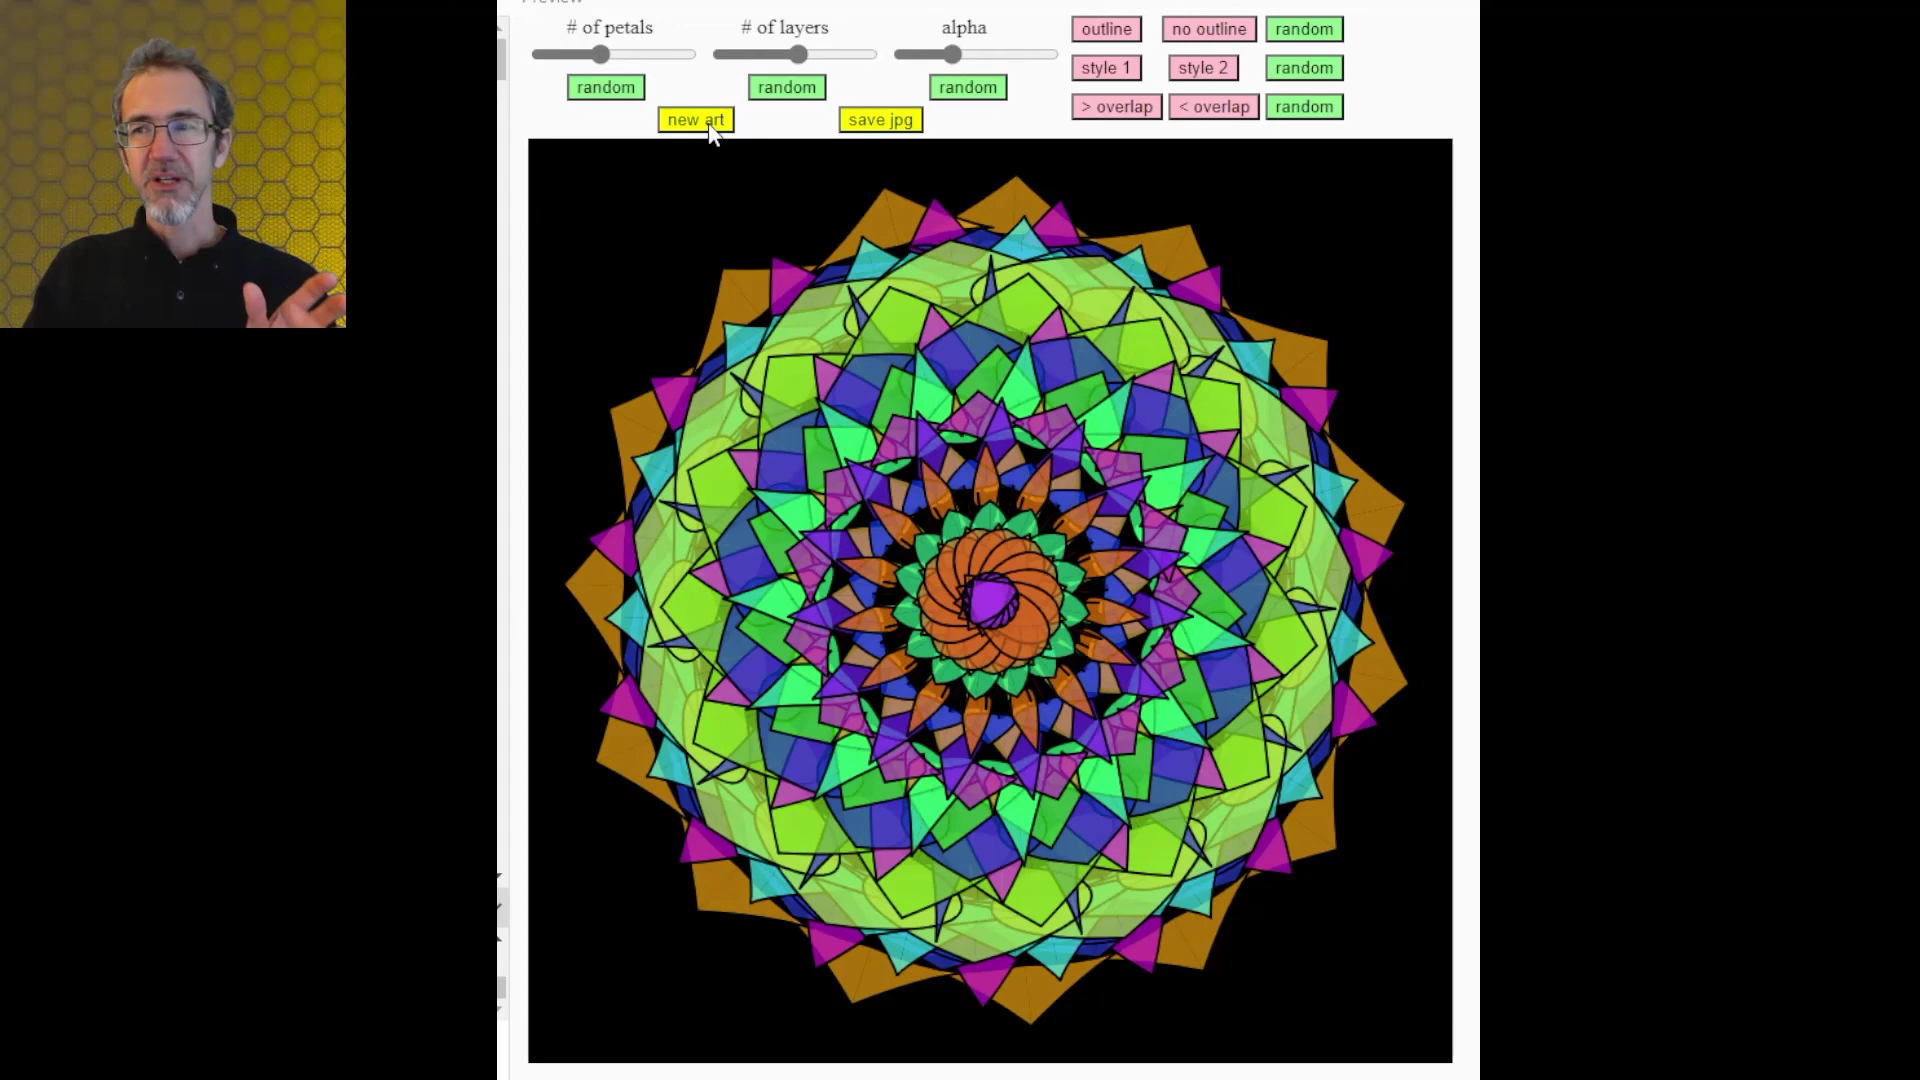 Preview
# of petals # of layers alpha outline no outline random
style 1 style 2 random
random random random
> overlap < overlap random
new art save jpg